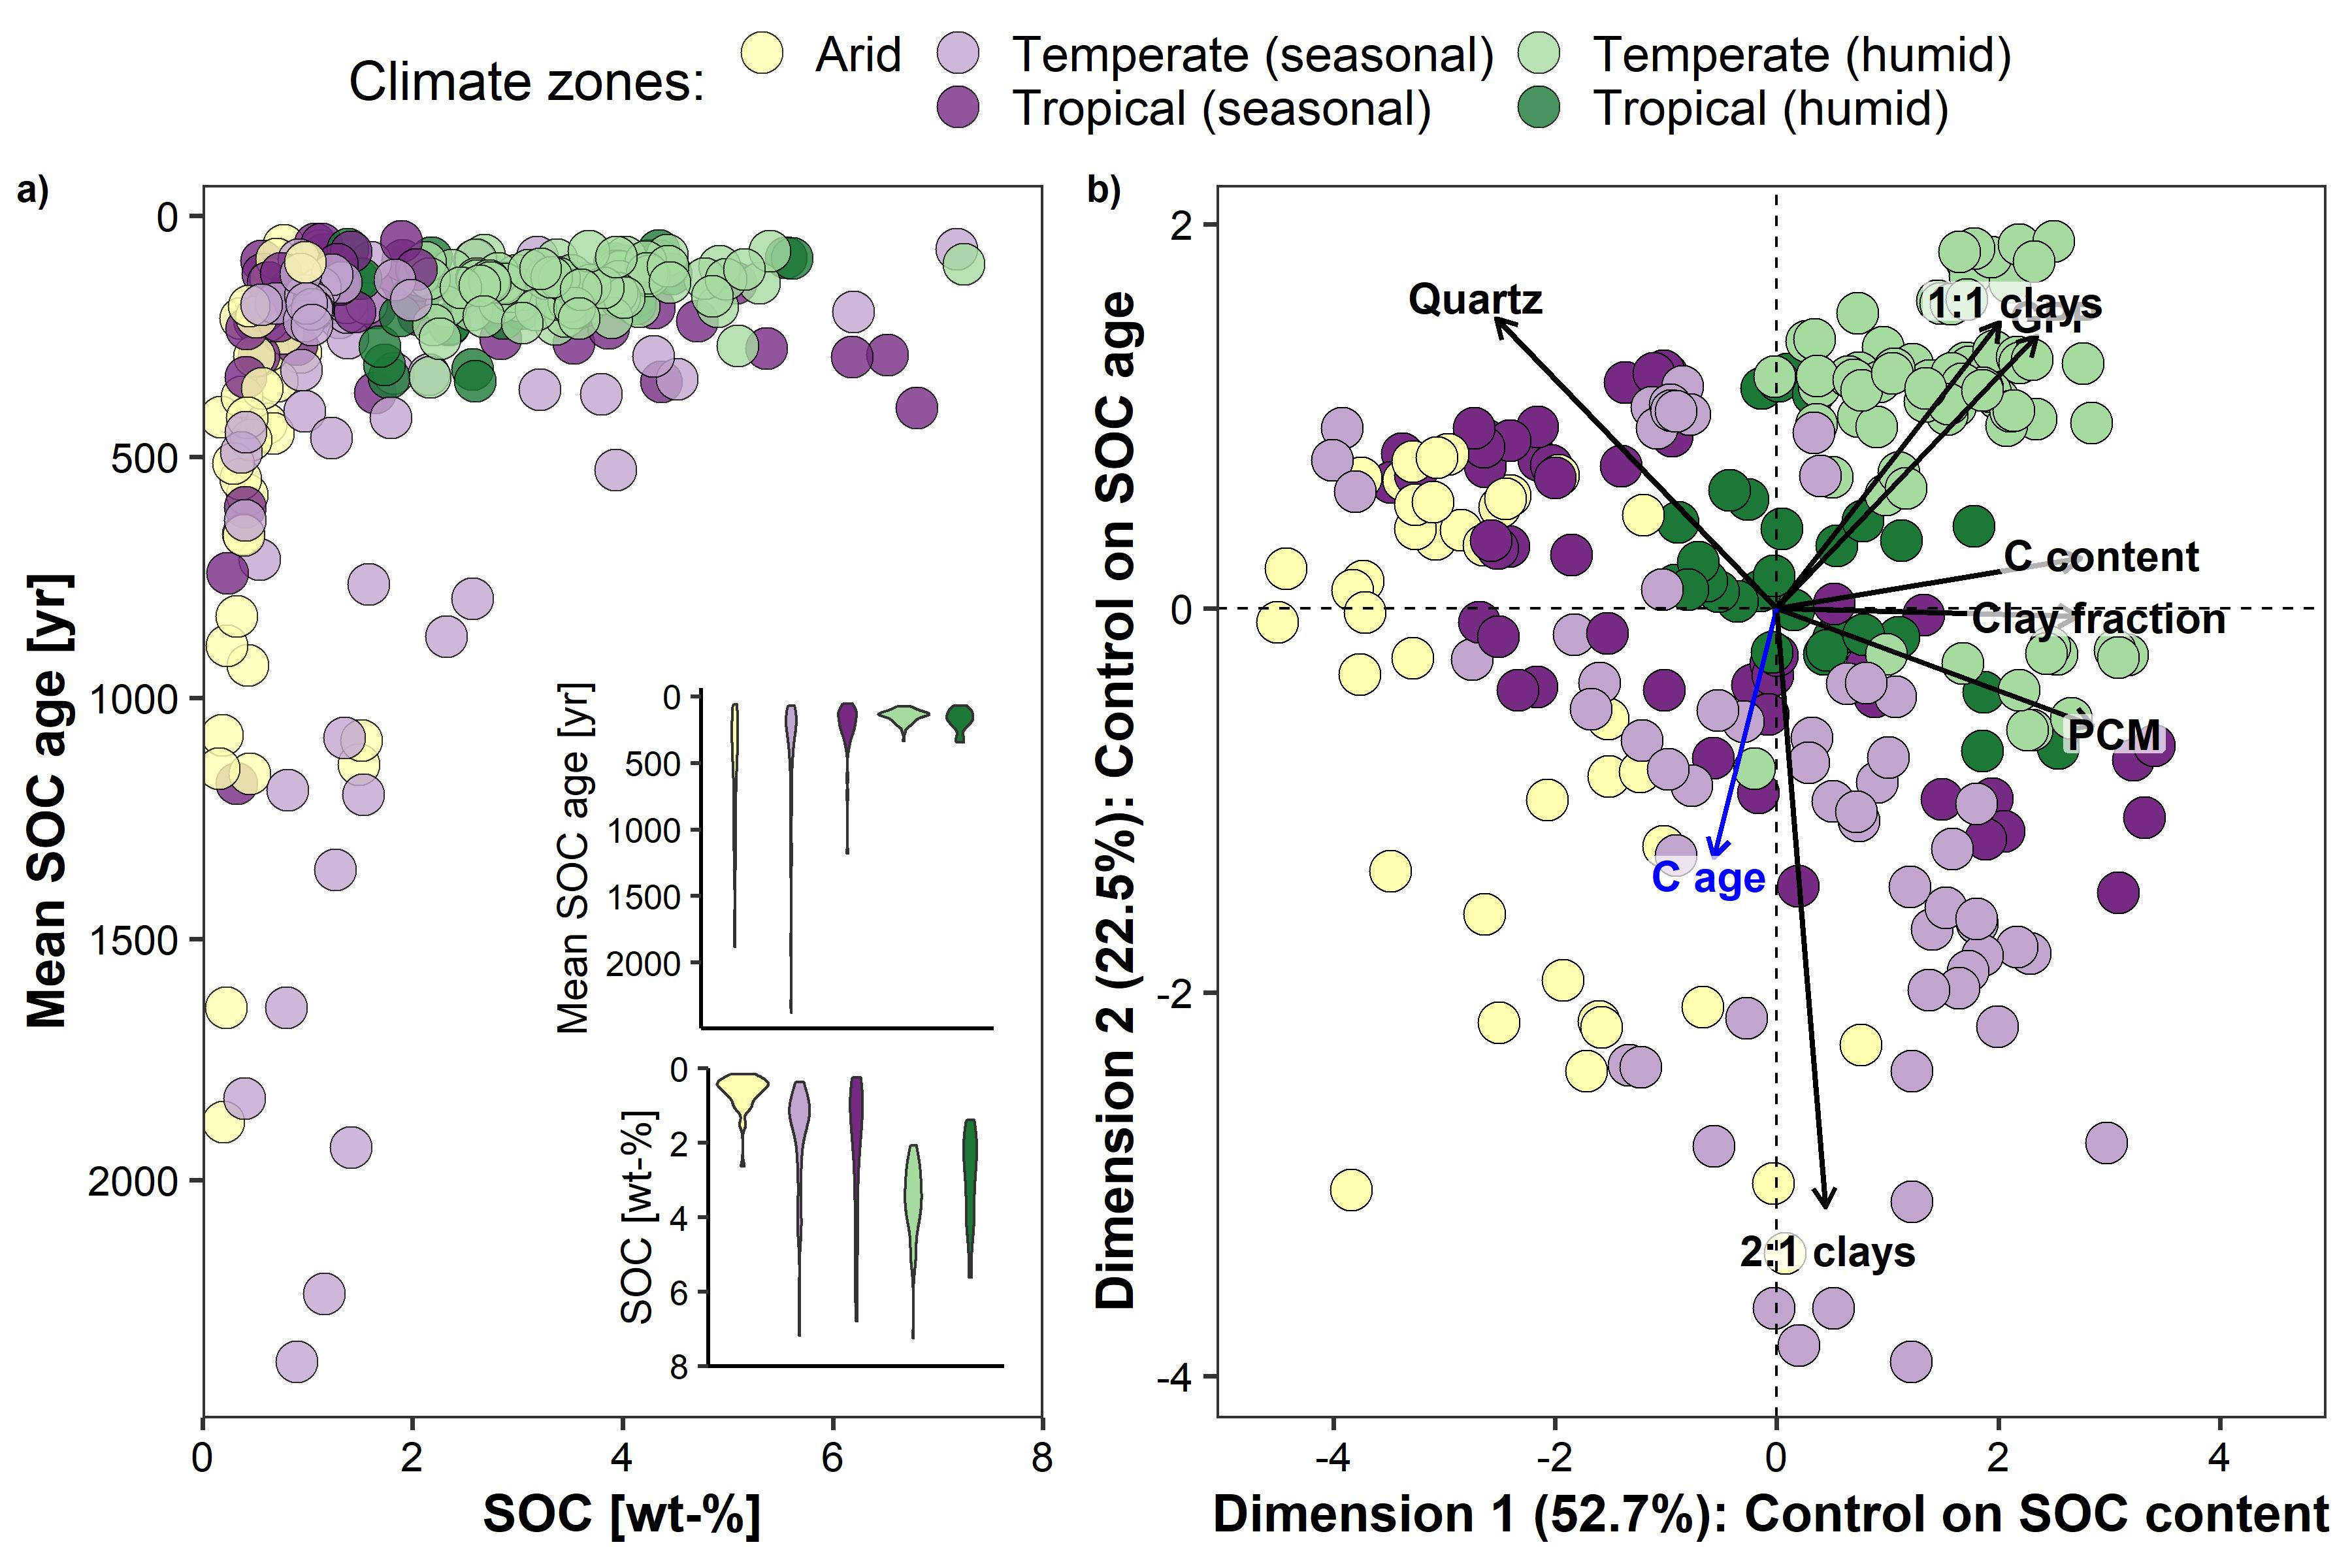 Climate zones:
Arid
Temperate (seasonal)
Temperate (humid)
Tropical (seasonal)
Tropical (humid)
a)
Mean SOC age [yr]
0
500
1000
1500
2000
0
2
4
6
8
SOC [wt-%]
Mean SOC age [yr]
0
500
1000
1500
2000
SOC [wt-%]
0
2
4
6
8
b)
Dimension 2 (22.5%): Control on SOC age
2
0
-2
-4
Quartz
1:1 clays
C content
Clay fraction
PCM
C age
2:1 clays
-4
-2
0
2
4
Dimension 1 (52.7%): Control on SOC content